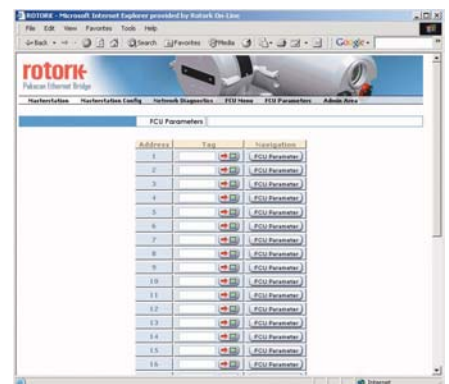 ROTORK - Microsoft Internet Explorer provided by Rotork On-Line
File Edit View Favorites Tools Help
Back Search Favorites Media Google
rotork
Pakscan Ethernet Bridge
Masterstation Masterstation Config Network Diagnostics FCU Menu FCU Parameters Admin Area
FCU Parameters
Address Tag Navigation
1 FCU Parameter
2 FCU Parameter
3 FCU Parameter
4 FCU Parameter
5 FCU Parameter
6 FCU Parameter
7 FCU Parameter
8 FCU Parameter
9 FCU Parameter
10 FCU Parameter
11 FCU Parameter
12 FCU Parameter
13 FCU Parameter
14 FCU Parameter
15 FCU Parameter
16 FCU Parameter
Internet